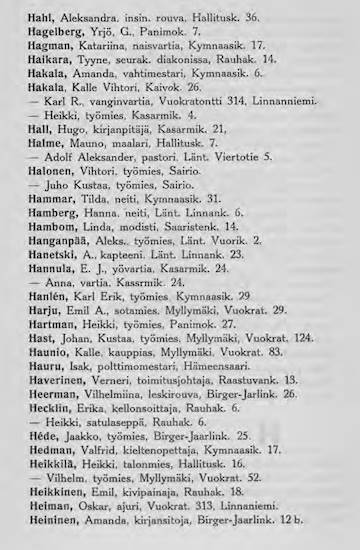 Hahl, Aleksandra, insin. rouva, Hallitusk. 36.
Hagelberg, Yrjö, G., Panimok. 7.
Hagman, Katariina, naisvartia, Kymnaasik. 17.
Haikara, Tyyne, seurak. diakonissa, Rauhak. 14.
Hakala, Amanda, vahtimestari, Kymnaasik. 6.
Hakala, Kalle Vihtori, Kaivok. 26.
— Karl R., vanginvartia, Vuokratontti 314, Linnanniemi.
— Heikki, työmies, Kasarmik. 4.
Hall, Hugo, kirjanpitäjä, Kasarmik. 21,
Halme, Mauno, maalari, Hallitusk. 7.
— Adolf Aleksander, pastori, Länt. Viertotie 5.
Halonen, Vihtori, työmies, Sairio.
— Juho Kustaa, työmies, Sairio.
Hammar, Tilda, neiti, Kymnaasik. 31.
Hamberg, Hanna, neiti, Länt. Linnank. 6.
Hambom, Linda, modisti, Saaristenk. 14.
Hanganpää, Aleks., työmies, Länt. Vuorik. 2.
Hanetski, A., kapteeni, Länt. Linnank. 23.
Hannula, E. J., yövartia, Kasarmik. 24.
— Anna, vartia, Kasarmik. 24.
Hanlén, Karl Erik, työmies, Kymnaasik. 29
Harju, Emil A., sotamies, Myllymäki, Vuokrat. 29.
Hartman, Heikki, työmies, Panimok. 27.
Hast, Johan, Kustaa, työmies, Myllymäki, Vuokrat. 124.
Haunio, Kalle, kauppias, Myllymäki, Vuokrat. 83.
Hauru, Isak, polttimomestari, Hämeensaari.
Haverinen, Verneri, toimitusjohtaja, Raastuvank. 13.
Heerman, Vilhelmiina, leskirouva, Birger-Jarlink. 26.
Hecklin, Erika, kellonsoittaja, Rauhak. 6.
— Heikki, satulaseppä, Rauhak. 6.
Héde, Jaakko, työmies, Birger-Jaarlink. 25.
Hedman, Valfrid, kieltenopettaja, Kymnaasik. 17.
Heikkilä, Heikki, talonmies, Hallitusk. 16.
— Vilhelm, työmies, Myllymäki, Vuokrat. 52.
Heikkinen, Emil, kivipainaja, Rauhak. 18.
Heiman, Oskar, ajuri, Vuokrat. 313, Linnaniemi.
Heininen, Amanda, kirjansitoja, Birger-Jaarlink. 12 b.